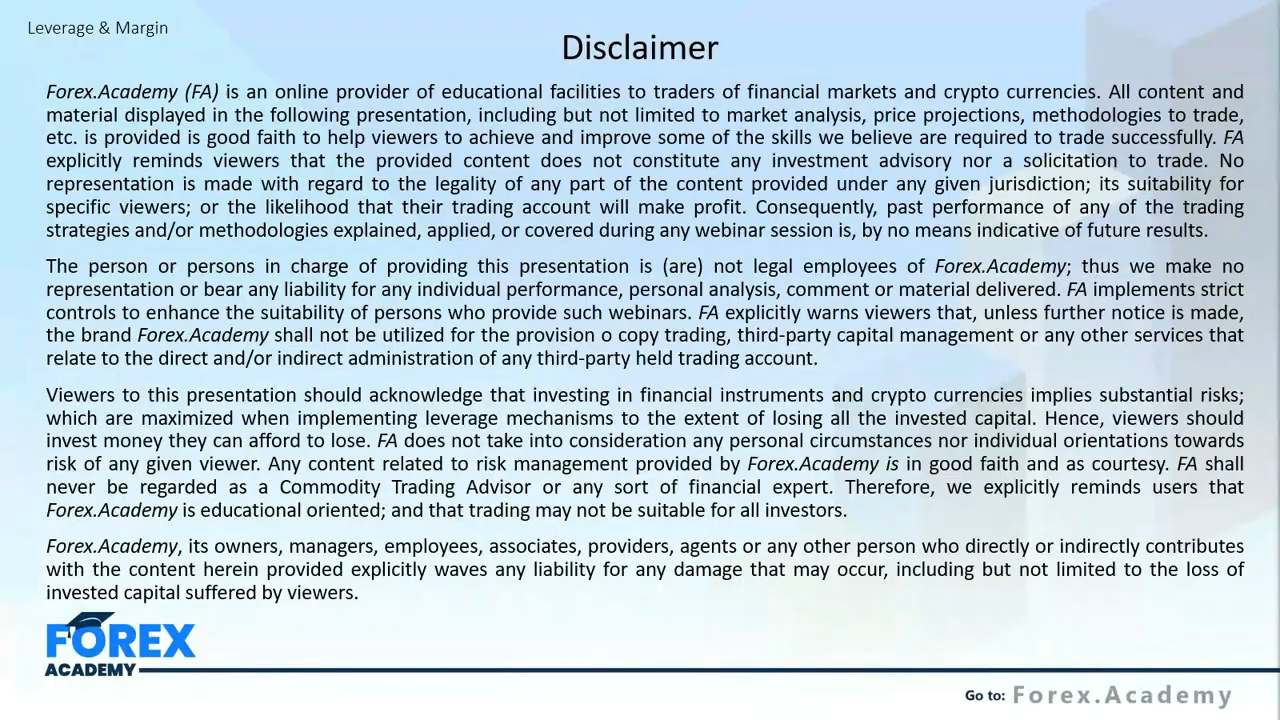 Leverage & Margin
Disclaimer
Forex.Academy (FA) is an online provider of educational facilities to traders of financial markets and crypto currencies. All content and
material displayed in the following presentation, including but not limited to market analysis, price projections, methodologies to trade,
etc. is provided is good faith to help viewers to achieve and improve some of the skills we believe are required to trade successfully. FA
explicitly reminds viewers that the provided content does not constitute any investment advisory nor a solicitation to trade. No
representation is made with regard to the legality of any part of the content provided under any given jurisdiction; its suitability for
specific viewers; or the likelihood that their trading account will make profit. Consequently, past performance of any of the trading
strategies and/or methodologies explained, applied, or covered during any webinar session is, by no means indicative of future results.
The person or persons in charge of providing this presentation is (are) not legal employees of Forex.Academy; thus we make no
representation or bear any liability for any individual performance, personal analysis, comment or material delivered. FA implements strict
controls to enhance the suitability of persons who provide such webinars. FA explicitly warns viewers that, unless further notice is made,
the brand Forex.Academy shall not be utilized for the provision o copy trading, third-party capital management or any other services that
relate to the direct and/or indirect administration of any third-party held trading account.
Viewers to this presentation should acknowledge that investing in financial instruments and crypto currencies implies substantial risks;
which are maximized when implementing leverage mechanisms to the extent of losing all the invested capital. Hence, viewers should
invest money they can afford to lose. FA does not take into consideration any personal circumstances nor individual orientations towards
risk of any given viewer. Any content related to risk management provided by Forex.Academy is in good faith and as courtesy. FA shall
never be regarded as a Commodity Trading Advisor or any sort of financial expert. Therefore, we explicitly reminds users that
Forex.Academy is educational oriented; and that trading may not be suitable for all investors.
Forex.Academy, its owners, managers, employees, associates, providers, agents or any other person who directly or indirectly contributes
with the content herein provided explicitly waves any liability for any damage that may occur, including but not limited to the loss of
invested capital suffered by viewers.
FOREX
ACADEMY
Go to: Forex.Academy